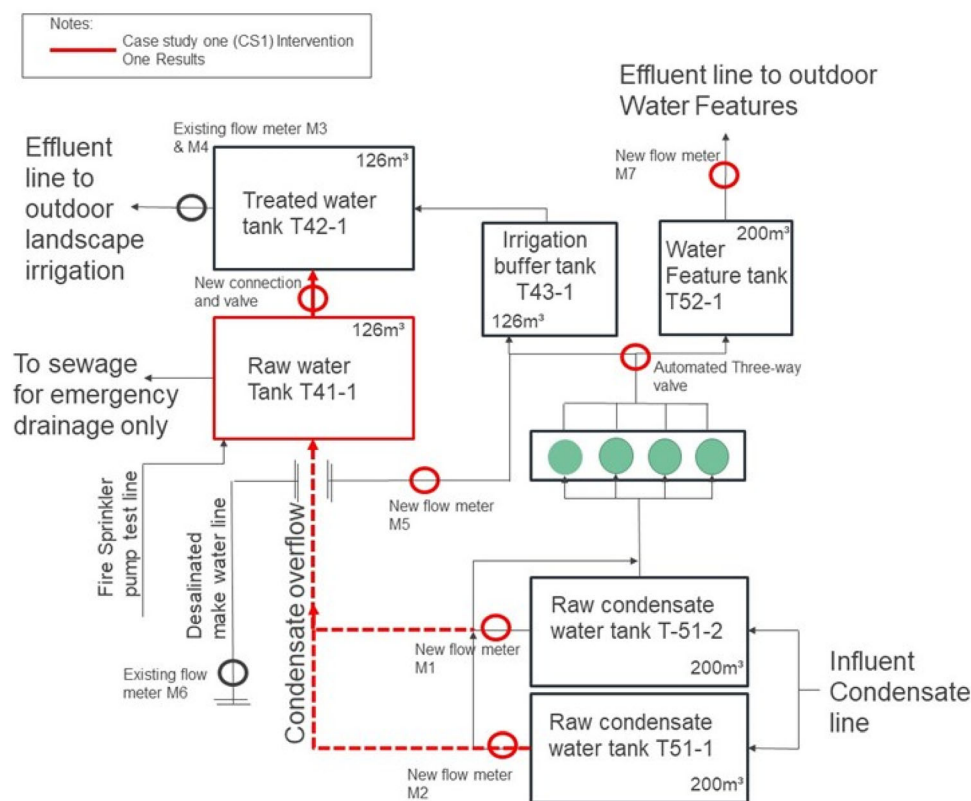 Notes:
Case study one (CS1) Intervention
One Results
Effluent line to outdoor
Water Features
Existing flow meter M3
& M4
Effluent
line to
outdoor
landscape
irrigation
126m³
Treated water
tank T42-1
New flow meter
M7
Irrigation
buffer tank
T43-1
126m³
200m³
Water
Feature tank
T52-1
New connection
and valve
126m³
Raw water
Tank T41-1
To sewage
for emergency
drainage only
Automated Three-way
valve
Fire Sprinkler
pump test line
Desalinated
make water line
Condensate overflow
New flow meter
M5
Existing flow
meter M6
New flow meter
M1
Raw condensate
water tank T-51-2
200m³
Influent
Condensate
line
New flow meter
M2
Raw condensate
water tank T51-1
200m³